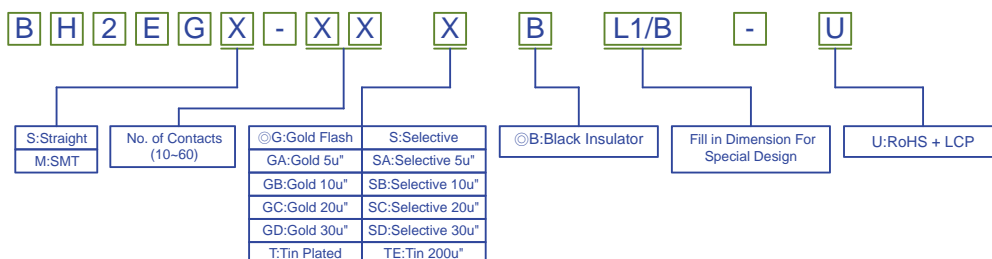 B H 2 E G X - X X X B L1/B - U
S:Straight
M:SMT
No. of Contacts
(10~60)
◎G:Gold Flash S:Selective
GA:Gold 5u" SA:Selective 5u"
GB:Gold 10u" SB:Selective 10u"
GC:Gold 20u" SC:Selective 20u"
GD:Gold 30u" SD:Selective 30u"
T:Tin Plated TE:Tin 200u"
◎B:Black Insulator
Fill in Dimension For
Special Design
U:RoHS + LCP